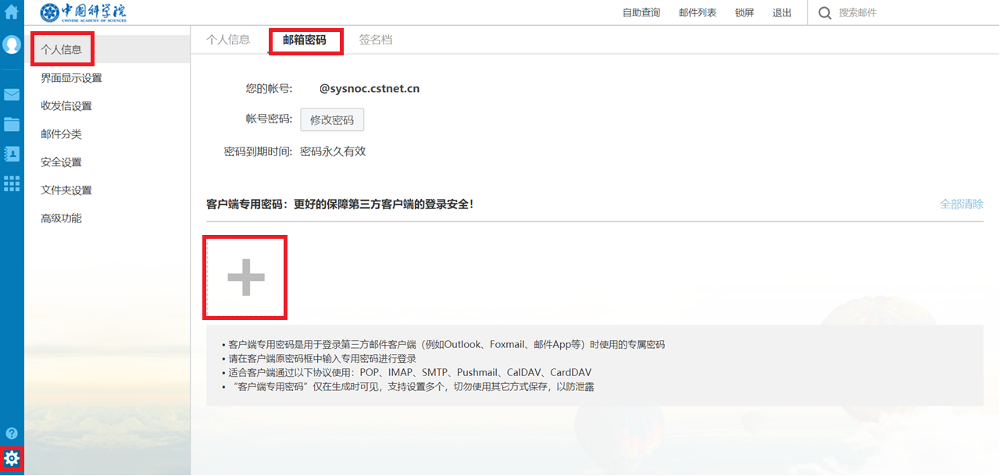 中国科学院
CHINESE ACADEMY OF SCIENCES
自助查询 邮件列表 锁屏 退出 搜索邮件
个人信息
界面显示设置
收发信设置
邮件分类
安全设置
文件夹设置
高级功能
个人信息 邮箱密码 签名档
您的帐号: @sysnoc.cstnet.cn
帐号密码: 修改密码
密码到期时间: 密码永久有效
客户端专用密码：更好的保障第三方客户端的登录安全！ 全部清除
• 客户端专用密码是用于登录第三方邮件客户端（例如Outlook、Foxmail、邮件App等）时使用的专属密码
• 请在客户端原密码框中输入专用密码进行登录
• 适合客户端通过以下协议使用：POP、IMAP、SMTP、Pushmail、CalDAV、CardDAV
• “客户端专用密码”仅在生成时可见，支持设置多个，切勿使用其它方式保存，以防泄露